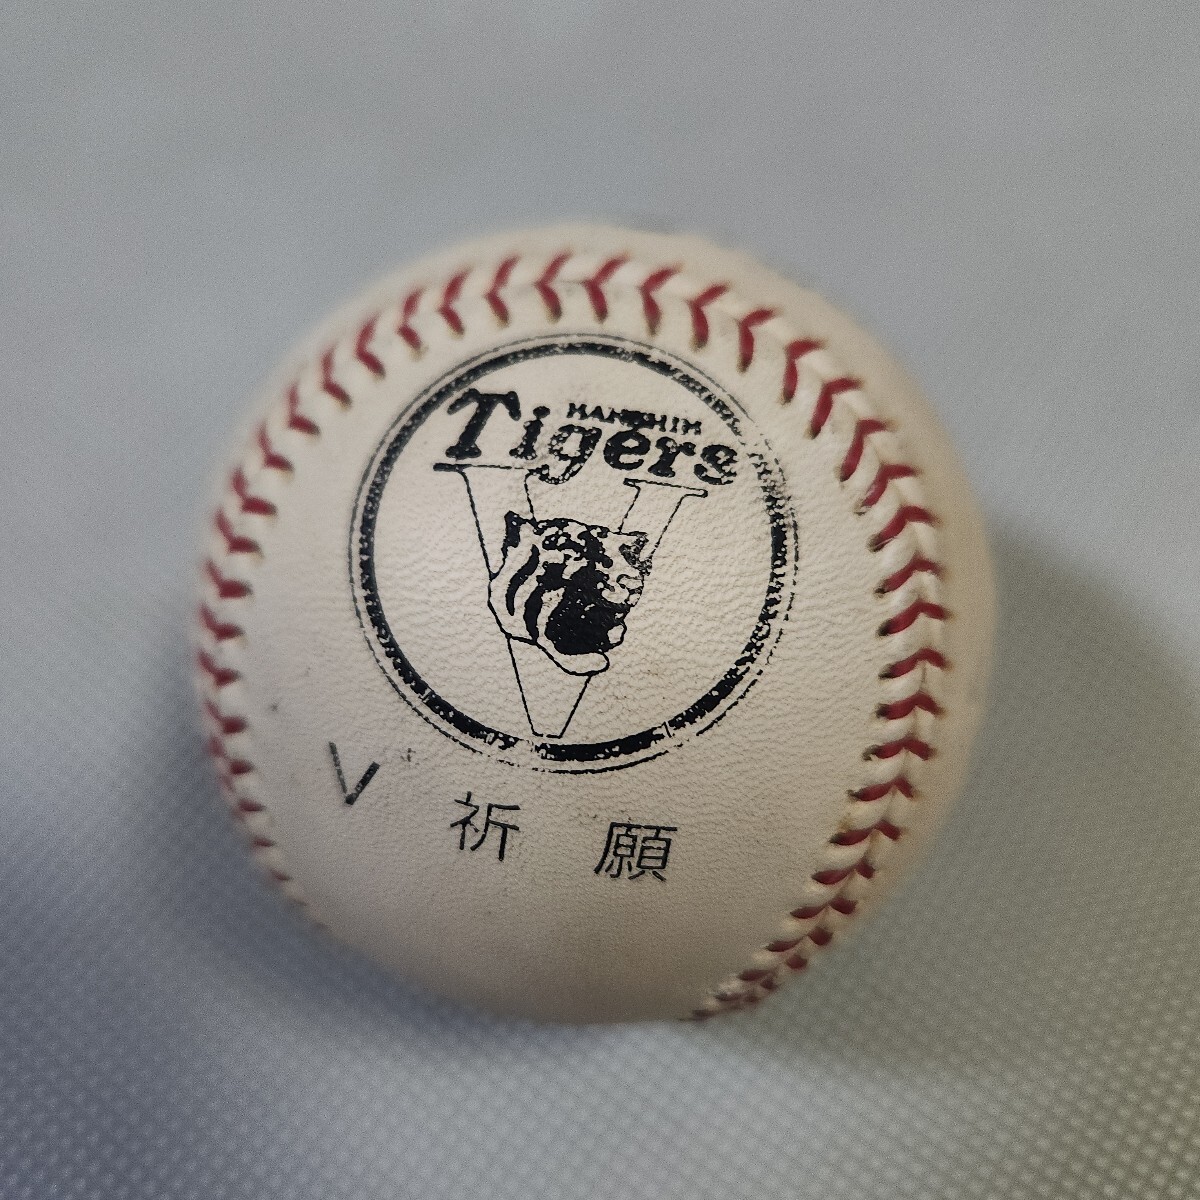 HANSHIN
Tigers
V 祈 願